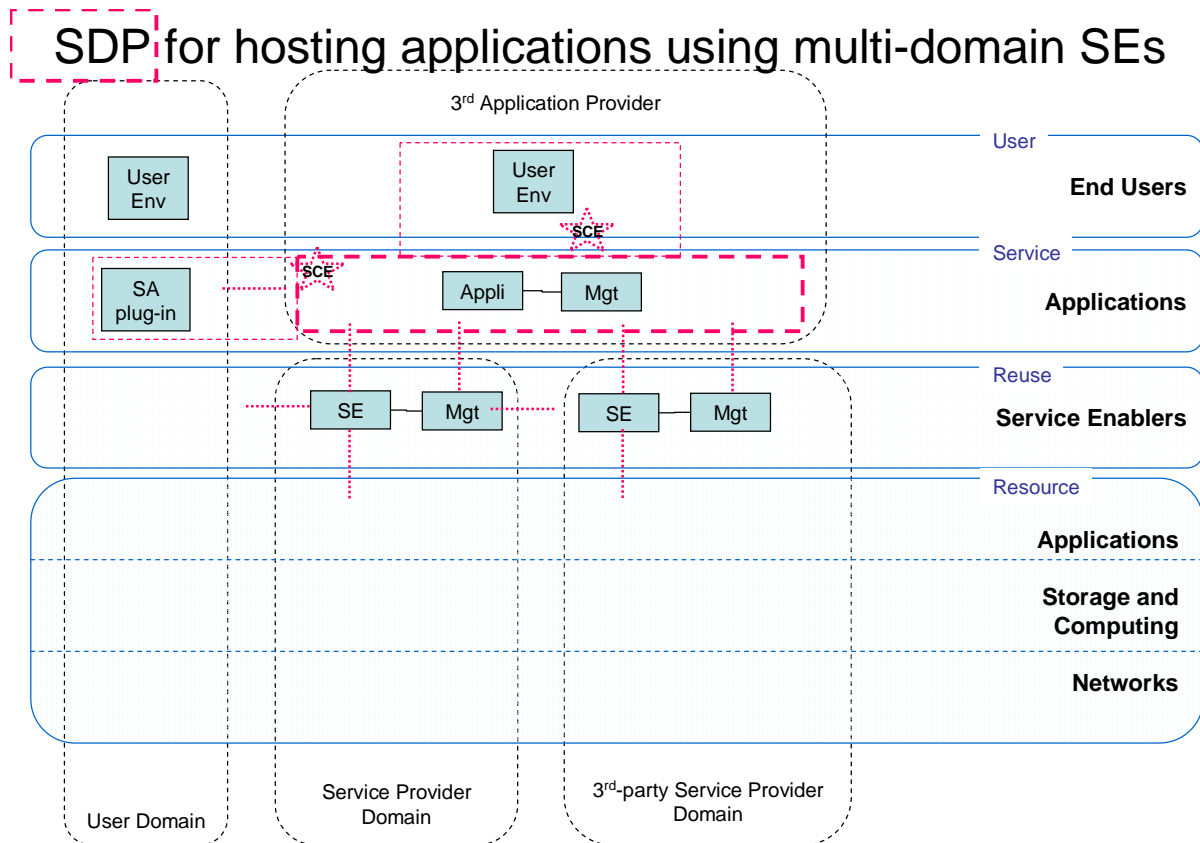 SDP for hosting applications using multi-domain SEs
3rd Application Provider
User
End Users
User
Env
User
Env
SCE
Service
Applications
SCE
SA
plug-in
Appli
Mgt
Reuse
Service Enablers
SE
Mgt
SE
Mgt
Resource
Applications
Storage and
Computing
Networks
User Domain
Service Provider
Domain
3rd-party Service Provider
Domain